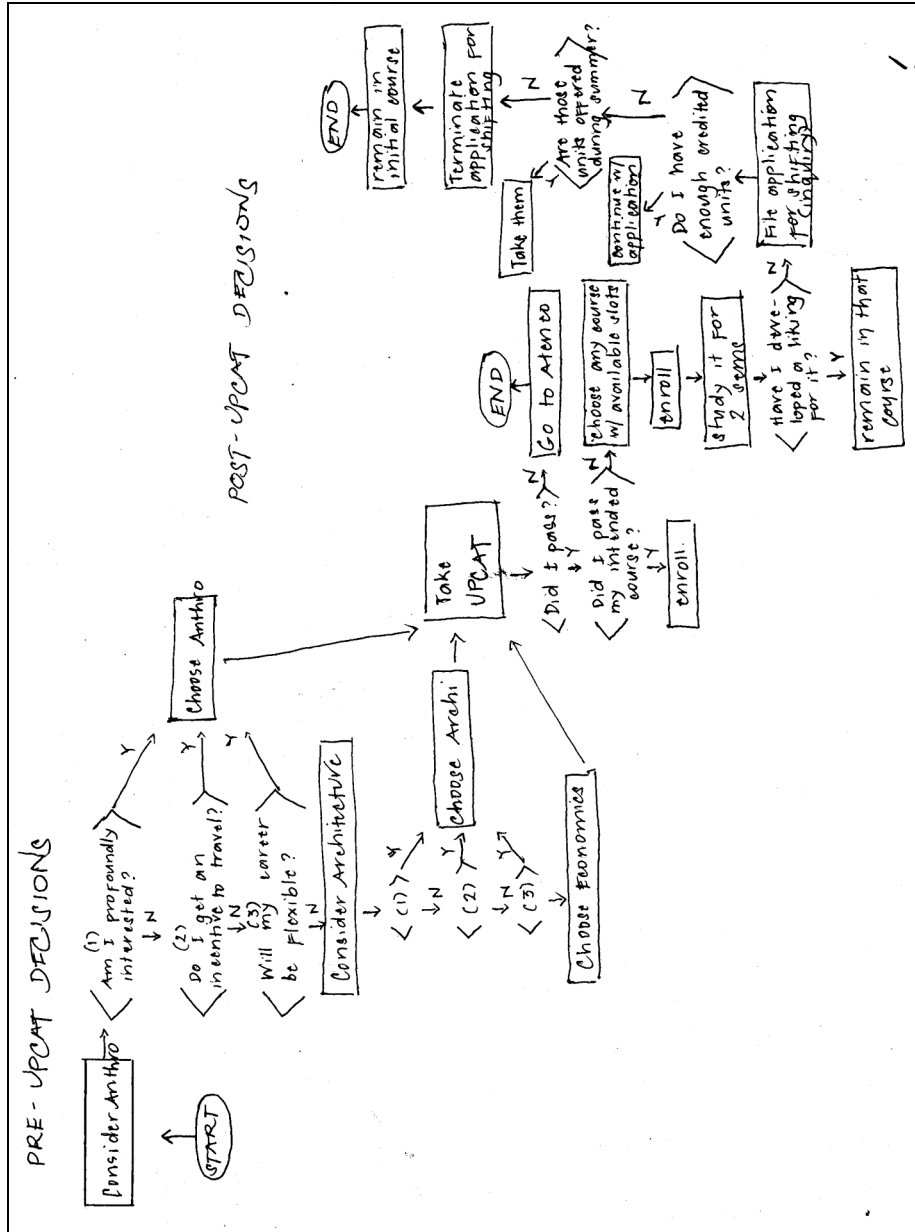 PRE-UPCAT DECISIONS
START
Consider Anthro
(1)
Am I profoundly
interested?
Y
N
(2)
Do I get an
incentive to travel?
Y
N
(3)
Will my career
be flexible?
Y
N
Choose Anthro
Consider Architecture
(1)
Y
N
(2)
Y
N
(3)
Y
Choose Archi
Choose Economics
POST-UPCAT DECISIONS
Take
UPCAT
Did I pass?
N
Y
Go to Ateneo
END
Did I pass
my intended
course?
N
Y
enroll.
choose any course
w/ available slots
enroll
study it for
2 sems
Have I deve-
loped a liking
for it?
N
Y
remain in that
course
File application
for shifting
(inquiry)
Do I have
enough credited
units?
Y
N
continue w/
application
Are those
units offered
during summer?
Y
N
Take them
Terminate
application for
shifting
remain in
initial course
END